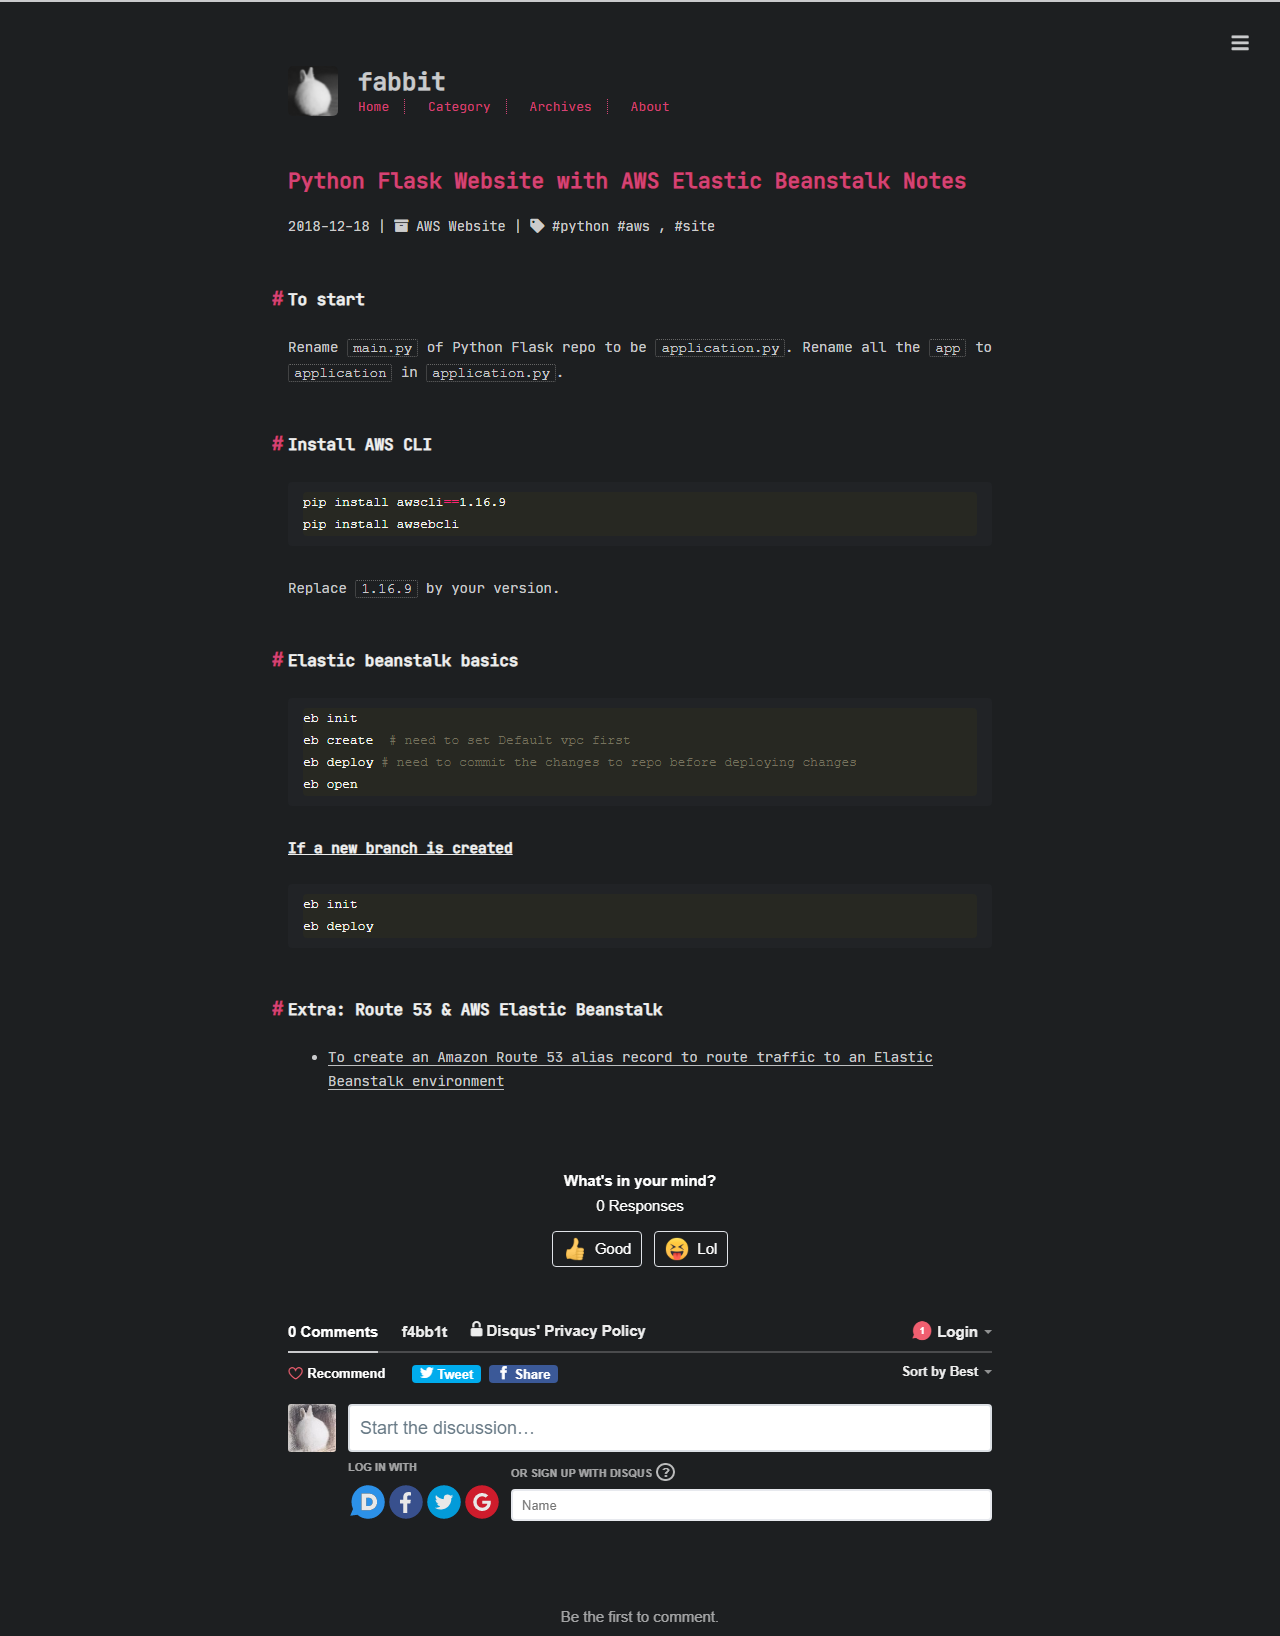 fabbit
Home Category Archives About
Python Flask Website with AWS Elastic Beanstalk Notes
2018-12-18 | AWS Website | #python #aws , #site
# To start
Rename main.py of Python Flask repo to be application.py. Rename all the app to
application in application.py.
# Install AWS CLI
pip install awscli==1.16.9
pip install awsebcli
Replace 1.16.9 by your version.
# Elastic beanstalk basics
eb init
eb create  # need to set Default vpc first
eb deploy # need to commit the changes to repo before deploying changes
eb open
If a new branch is created
eb init
eb deploy
# Extra: Route 53 & AWS Elastic Beanstalk
• To create an Amazon Route 53 alias record to route traffic to an Elastic
Beanstalk environment
What's in your mind?
0 Responses
Good Lol
0 Comments f4bb1t Disqus' Privacy Policy 1 Login
Recommend Tweet Share Sort by Best
Start the discussion…
LOG IN WITH
OR SIGN UP WITH DISQUS ?
Name
Be the first to comment.